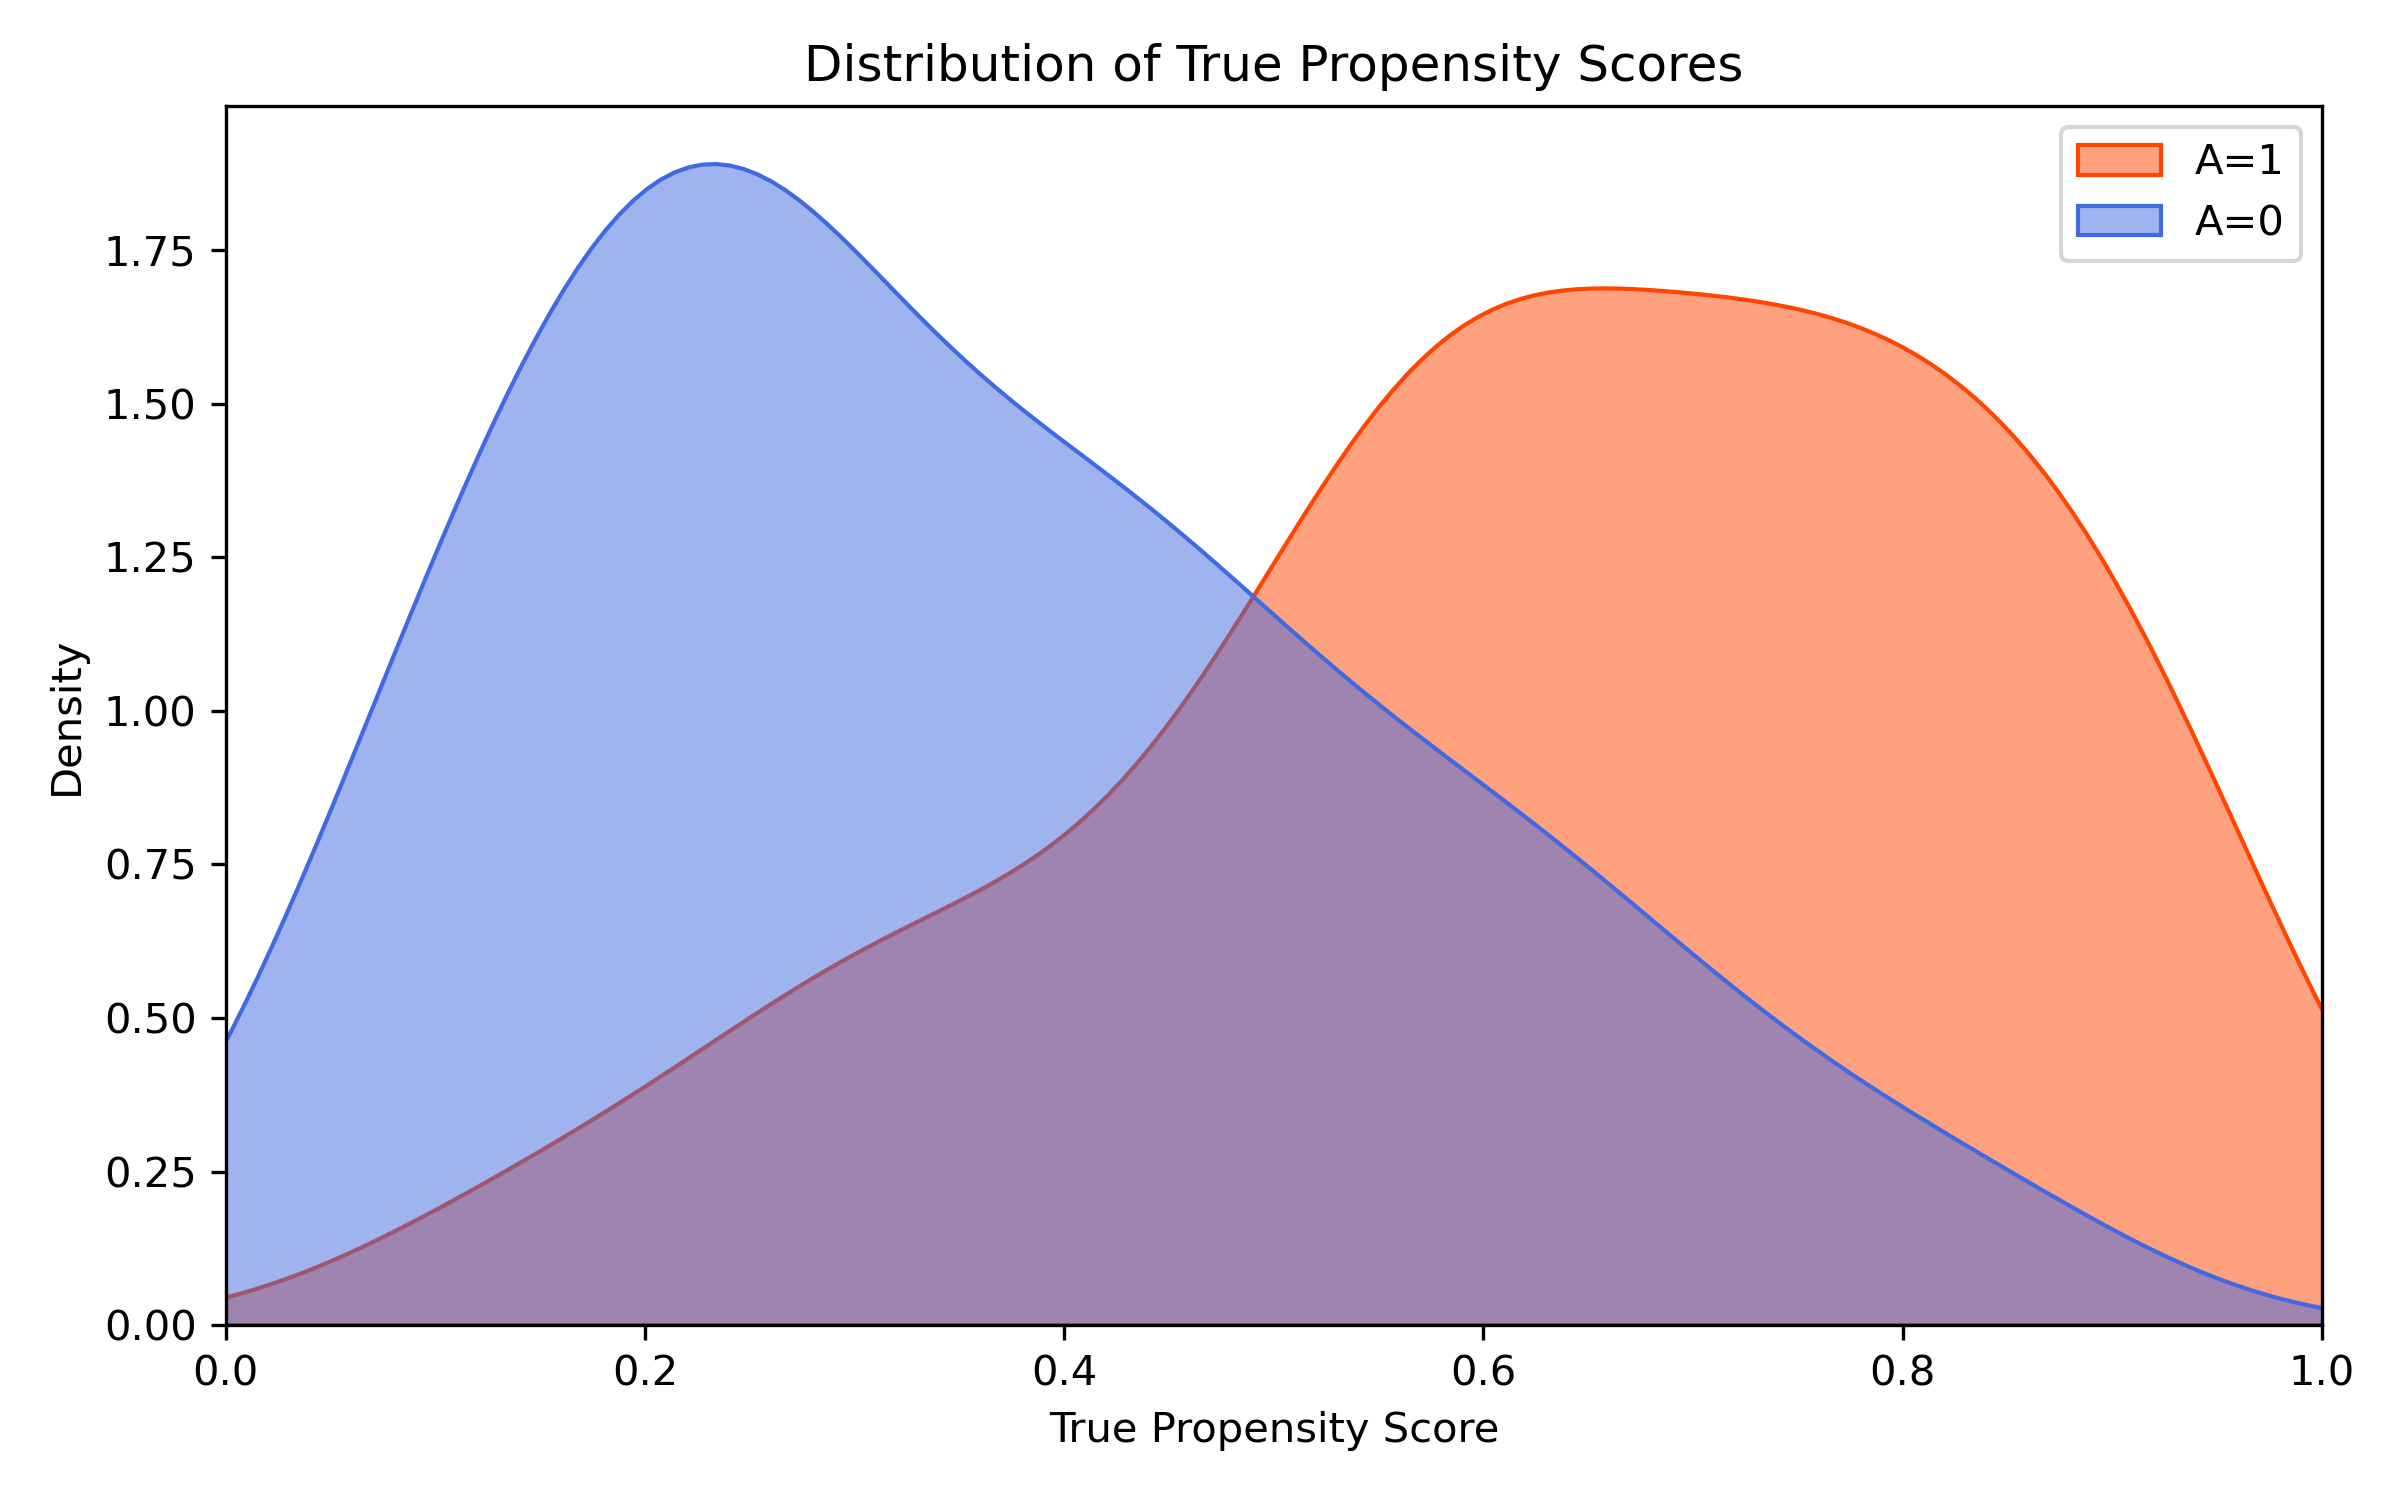 Distribution of True Propensity Scores
A=1
A=0
Density
1.75
1.50
1.25
1.00
0.75
0.50
0.25
0.00
0.0 0.2 0.4 0.6 0.8 1.0
True Propensity Score